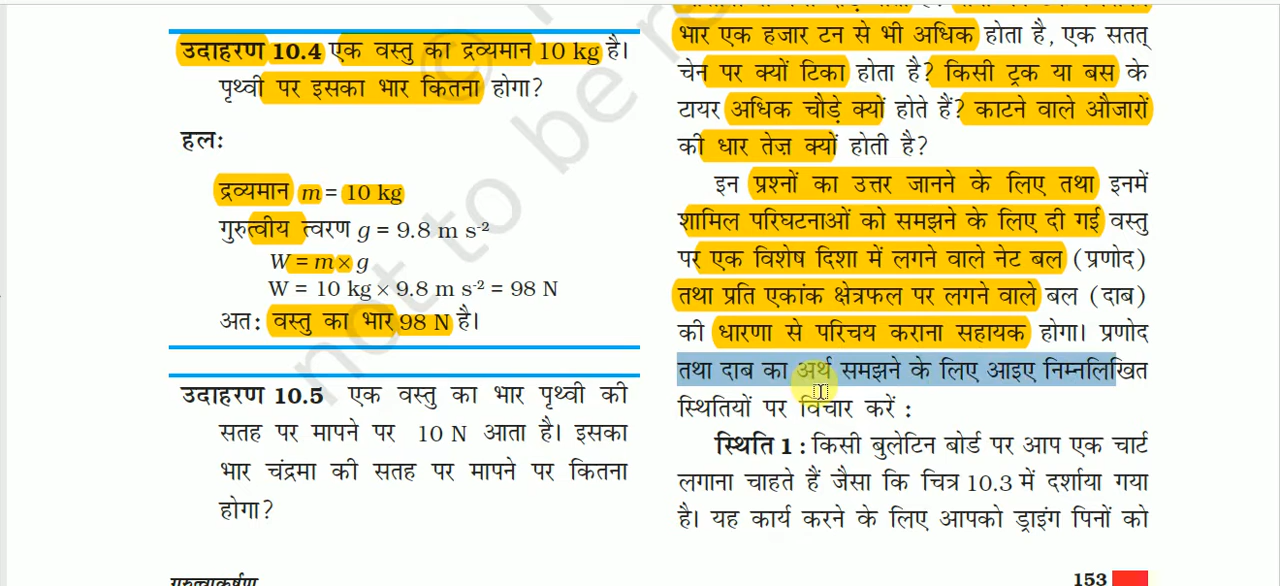 उदाहरण 10.4 एक वस्तु का द्रव्यमान 10 kg है।
पृथ्वी पर इसका भार कितना होगा?
हलः
द्रव्यमान m = 10 kg
गुरुत्वीय त्वरण g = 9.8 m s-2
W = m × g
W = 10 kg × 9.8 m s-2 = 98 N
अतः वस्तु का भार 98 N है।
उदाहरण 10.5 एक वस्तु का भार पृथ्वी की
सतह पर मापने पर 10 N आता है। इसका
भार चंद्रमा की सतह पर मापने पर कितना
होगा?
गुरुत्वाकर्षण
भार एक हजार टन से भी अधिक होता है, एक सतत्
चेन पर क्यों टिका होता है? किसी ट्रक या बस के
टायर अधिक चौड़े क्यों होते हैं? काटने वाले औजारों
की धार तेज़ क्यों होती है?
इन प्रश्नों का उत्तर जानने के लिए तथा इनमें
शामिल परिघटनाओं को समझने के लिए दी गई वस्तु
पर एक विशेष दिशा में लगने वाले नेट बल (प्रणोद)
तथा प्रति एकांक क्षेत्रफल पर लगने वाले बल (दाब)
की धारणा से परिचय कराना सहायक होगा। प्रणोद
तथा दाब का अर्थ समझने के लिए आइए निम्नलिखित
स्थितियों पर विचार करें :
स्थिति 1 : किसी बुलेटिन बोर्ड पर आप एक चार्ट
लगाना चाहते हैं जैसा कि चित्र 10.3 में दर्शाया गया
है। यह कार्य करने के लिए आपको ड्राइंग पिनों को
153
not to be re